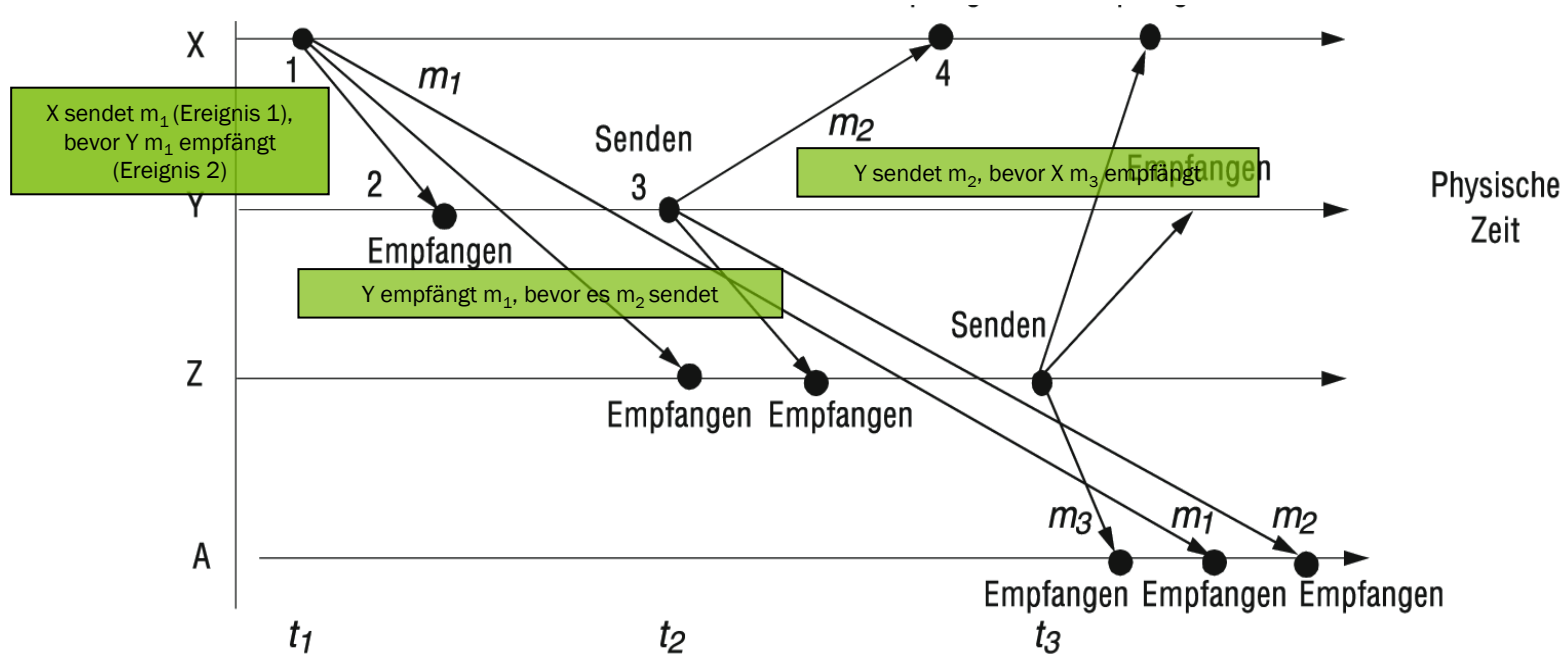 X
1
m1
4
X sendet m1 (Ereignis 1),
bevor Y m1 empfängt
(Ereignis 2)
Senden
m2
2
3
Y sendet m2, bevor X m3 empfängt
Empfangen
Physische
Zeit
Y
Empfangen
Y empfängt m1, bevor es m2 sendet
Senden
Z
Empfangen Empfangen
m3 m1 m2
A
Empfangen Empfangen Empfangen
t1 t2 t3